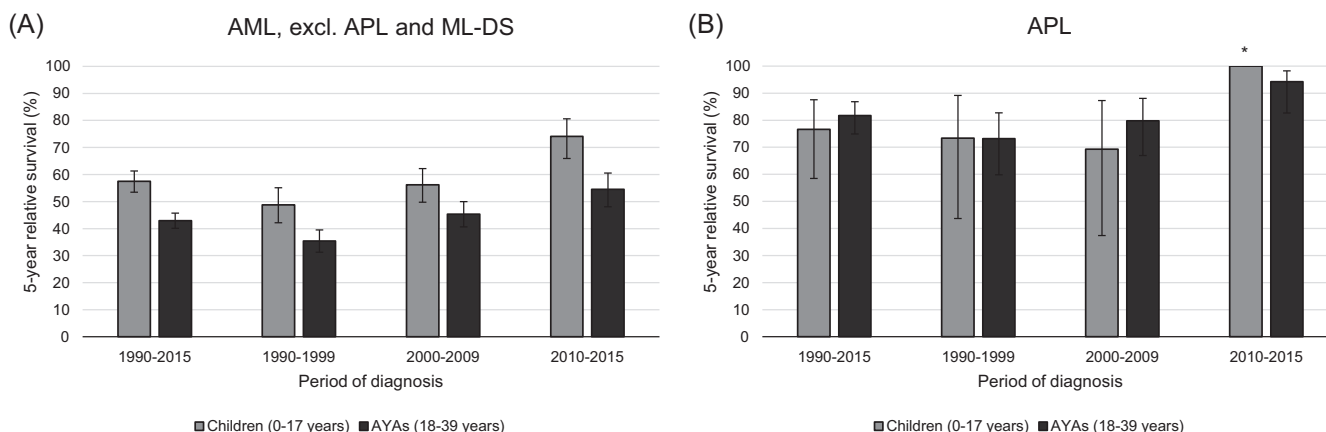 (A)
AML, excl. APL and ML-DS
5-year relative survival (%)
100
90
80
70
60
50
40
30
20
10
0
1990-2015 1990-1999 2000-2009 2010-2015
Period of diagnosis
Children (0-17 years) AYAs (18-39 years)
(B)
APL
5-year relative survival (%)
100
90
80
70
60
50
40
30
20
10
0
*
1990-2015 1990-1999 2000-2009 2010-2015
Period of diagnosis
Children (0-17 years) AYAs (18-39 years)